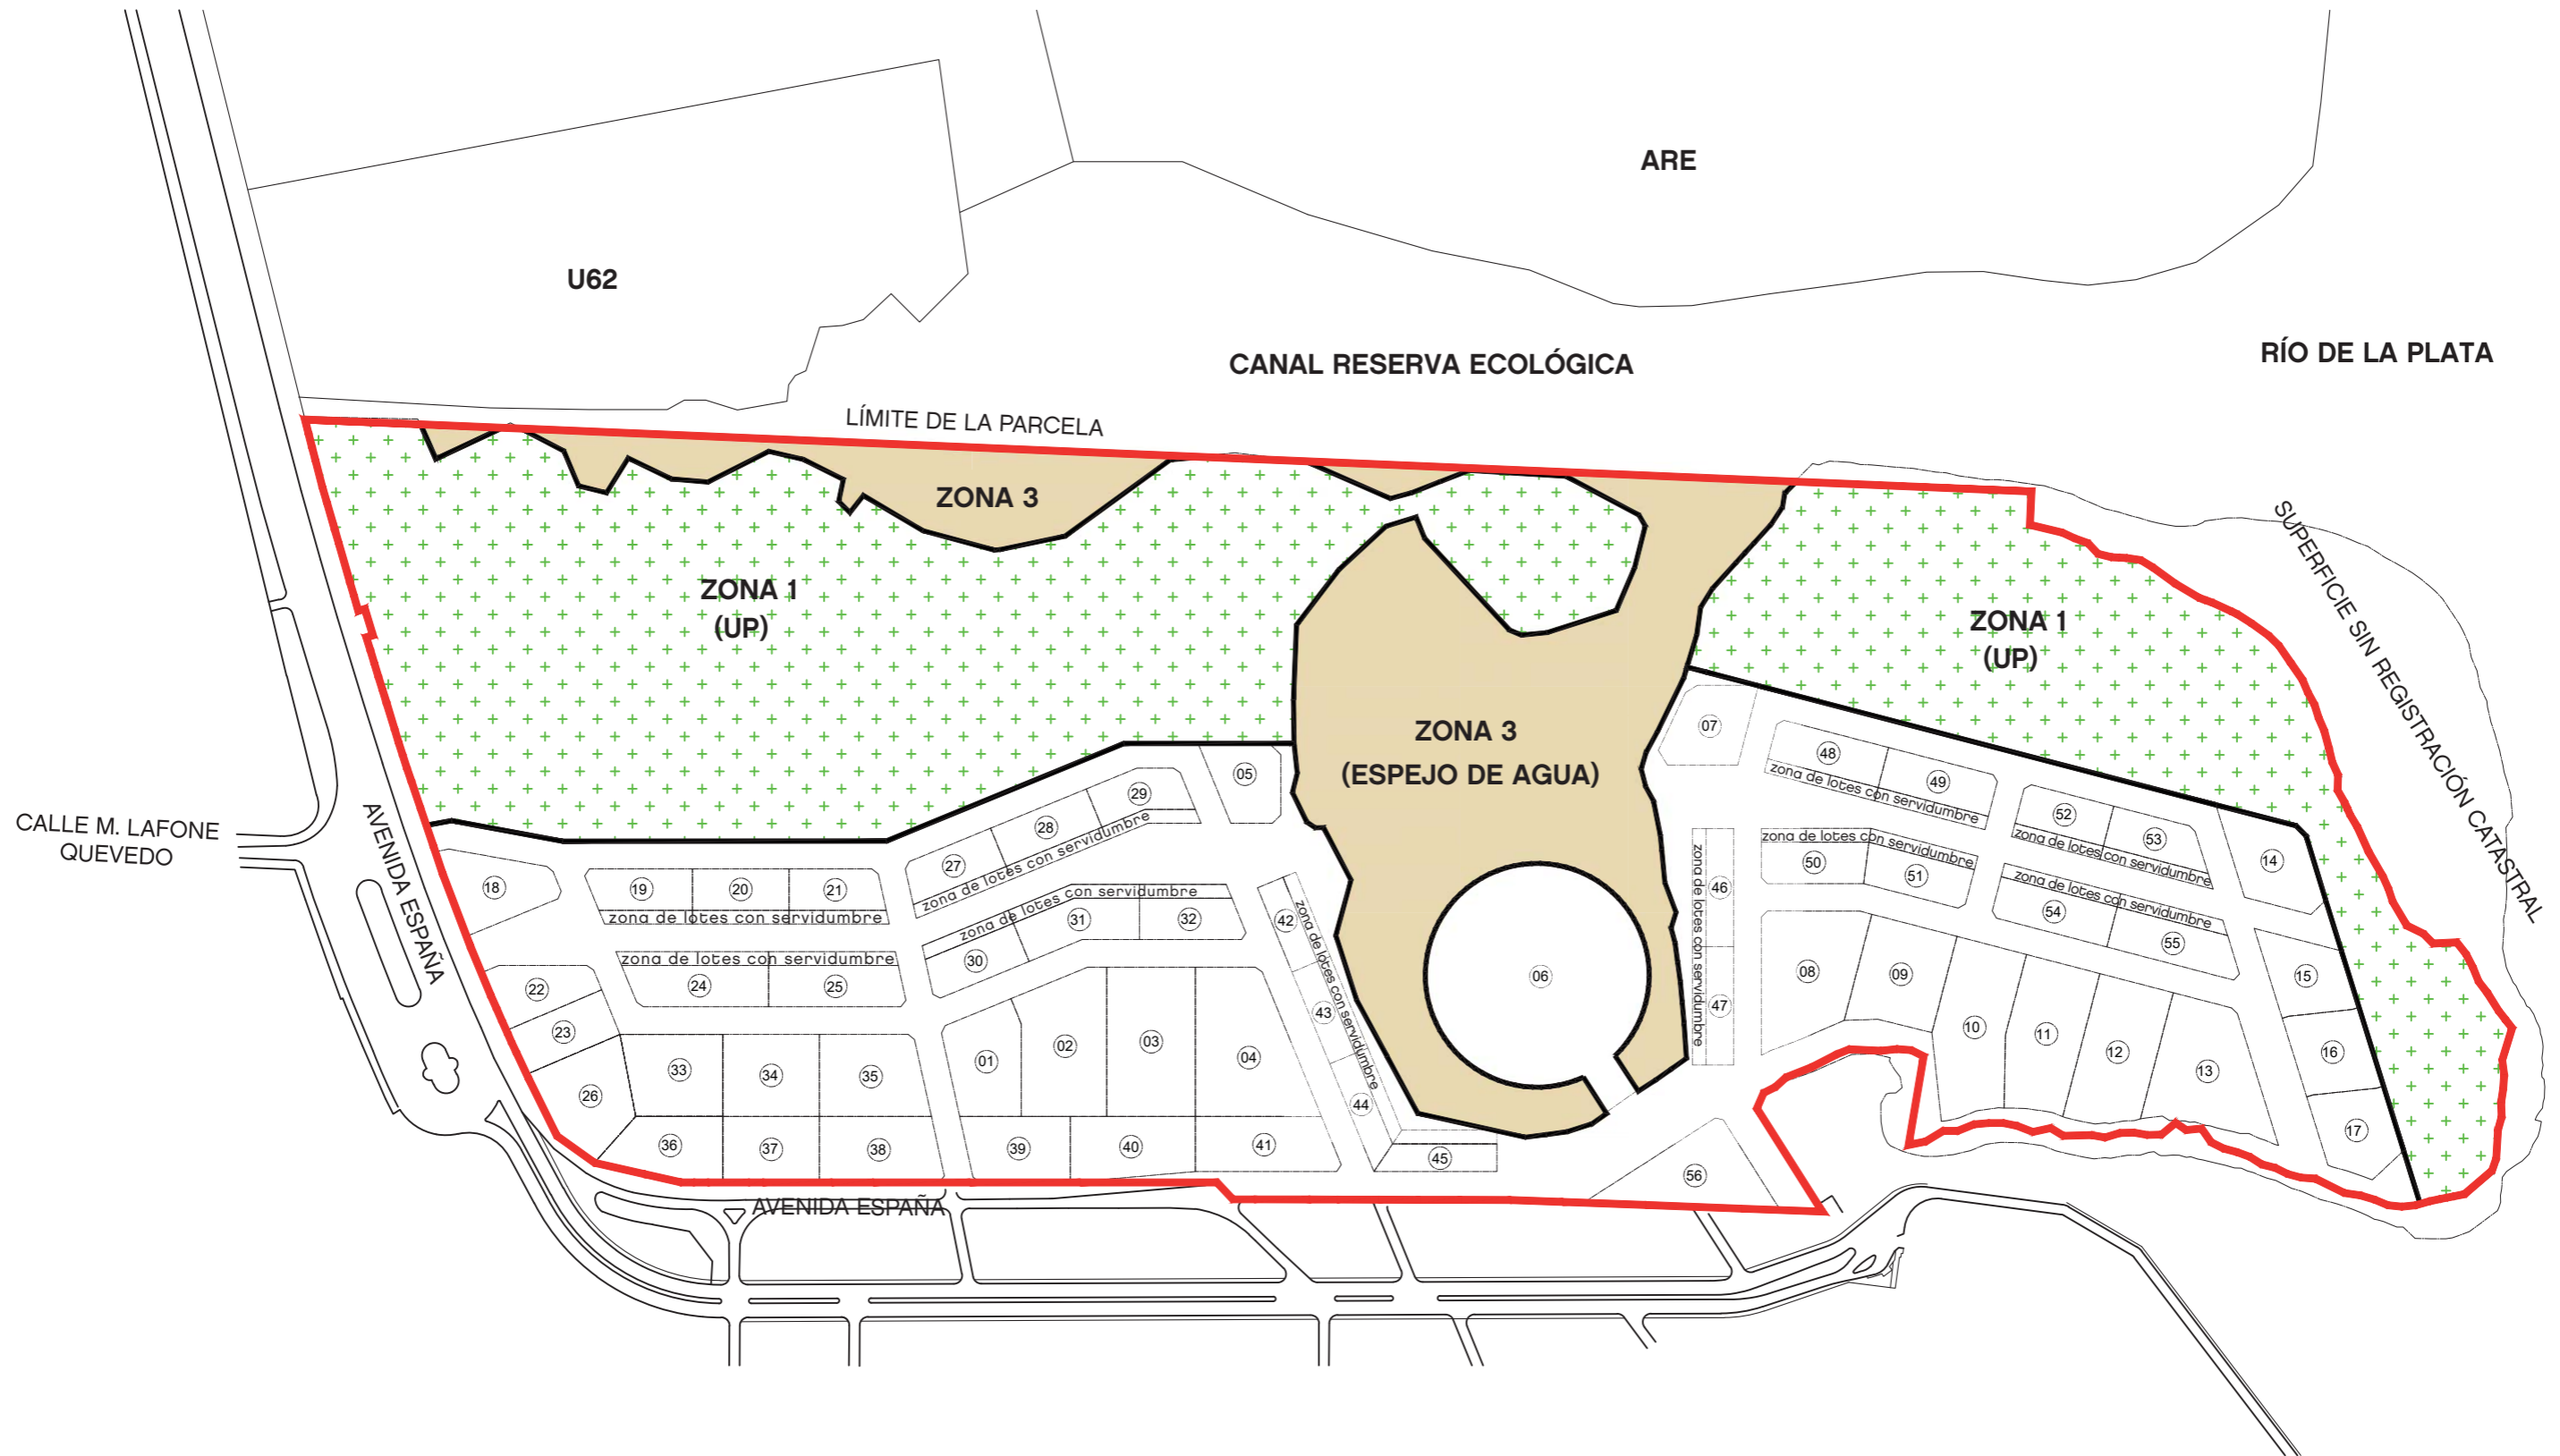 ARE
U62
CANAL RESERVA ECOLÓGICA
RÍO DE LA PLATA
LÍMITE DE LA PARCELA
ZONA 3
ZONA 1
(UP)
ZONA 1
(UP)
SUPERFICIE SIN REGISTRACIÓN CATASTRAL
ZONA 3
(ESPEJO DE AGUA)
CALLE M. LAFONE
QUEVEDO
AVENIDA ESPAÑA
07
05
48
49
zona de lotes con servidumbre
29
28
27
zona de lotes con servidumbre
52
53
zona de lotes con servidumbre
14
18
19
20
21
zona de lotes con servidumbre
zona de lotes con servidumbre
30
31
32
42
43
44
zona de lotes con servidumbre
45
46
47
zona de lotes con servidumbre
zona de lotes con servidumbre
50
51
zona de lotes con servidumbre
54
55
22
23
26
zona de lotes con servidumbre
24
25
06
08
09
10
11
12
13
15
16
17
33
34
35
01
02
03
04
36
37
38
39
40
41
56
AVENIDA ESPAÑA